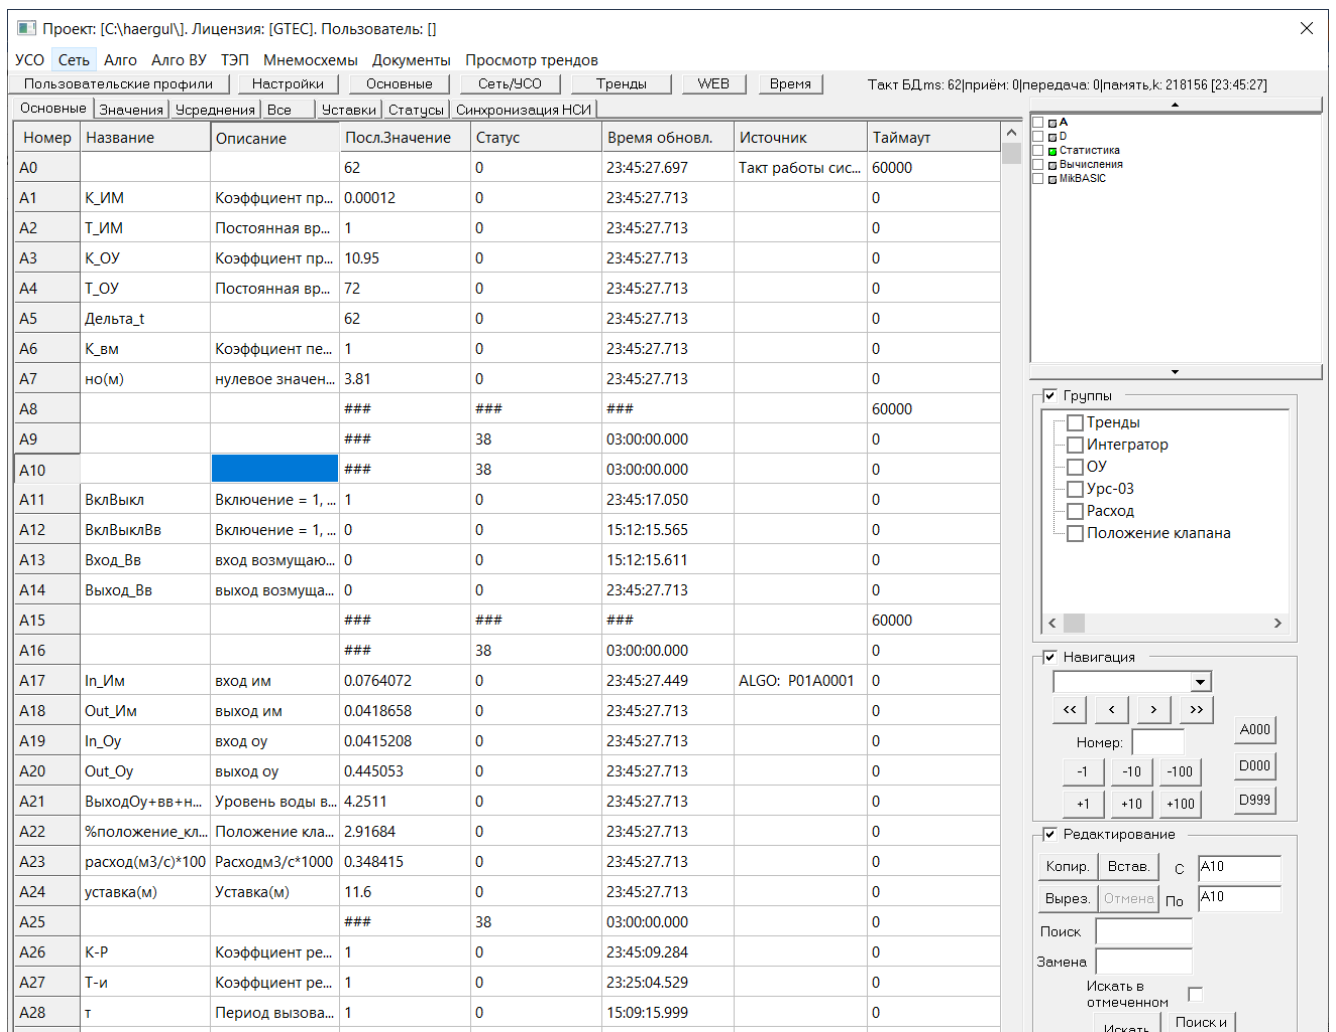 Проект: [C:\haergul\]. Лицензия: [GTEC]. Пользователь: []
УСО Сеть Алго Алго ВУ ТЭП Мнемосхемы Документы Просмотр трендов
Пользовательские профили Настройки Основные Сеть/УСО Тренды WEB Время Такт БД,ms: 62|приём: 0|передача: 0|память,k: 218156 [23:45:27]
Основные Значения Усреднения Все Уставки Статусы Синхронизация НСИ
Номер Название Описание Посл.Значение Статус Время обновл. Источник Таймаут
A0 62 0 23:45:27.697 Такт работы сис... 60000
A1 К_ИМ Коэффциент пр... 0.00012 0 23:45:27.713 0
A2 Т_ИМ Постоянная вр... 1 0 23:45:27.713 0
A3 К_ОУ Коэффциент пр... 10.95 0 23:45:27.713 0
A4 Т_ОУ Постоянная вр... 72 0 23:45:27.713 0
A5 Дельта_t 62 0 23:45:27.713 0
A6 К_вм Коэффциент пе... 1 0 23:45:27.713 0
A7 но(м) нулевое значен... 3.81 0 23:45:27.713 0
A8 ### ### ### 60000
A9 ### 38 03:00:00.000 0
A10 ### 38 03:00:00.000 0
A11 ВклВыкл Включение = 1, ... 1 0 23:45:17.050 0
A12 ВклВыклВв Включение = 1, ... 0 0 15:12:15.565 0
A13 Вход_Вв вход возмущаю... 0 0 15:12:15.611 0
A14 Выход_Вв выход возмуща... 0 0 23:45:27.713 0
A15 ### ### ### 60000
A16 ### 38 03:00:00.000 0
A17 In_Им вход им 0.0764072 0 23:45:27.449 ALGO: P01A0001 0
A18 Out_Им выход им 0.0418658 0 23:45:27.713 0
A19 In_Оу вход оу 0.0415208 0 23:45:27.713 0
A20 Out_Оу выход оу 0.445053 0 23:45:27.713 0
A21 ВыходОу+вв+н... Уровень воды в... 4.2511 0 23:45:27.713 0
A22 %положение_кл... Положение кла... 2.91684 0 23:45:27.713 0
A23 расход(м3/с)*100 Расходм3/с*1000 0.348415 0 23:45:27.713 0
A24 уставка(м) Уставка(м) 11.6 0 23:45:27.713 0
A25 ### 38 03:00:00.000 0
A26 К-Р Коэффициент ре... 1 0 23:45:09.284 0
A27 Т-и Коэффициент ре... 1 0 23:25:04.529 0
A28 т Период вызова... 1 0 15:09:15.999 0
A
D
Статистика
Вычисления
MikBASIC
Группы
Тренды
Интегратор
ОУ
Урс-03
Расход
Положение клапана
Навигация
<< < > >>
Номер: A000
-1 -10 -100 D000
+1 +10 +100 D999
Редактирование
Копир. Встав. С A10
Вырез. Отмена По A10
Поиск
Замена
Искать в
отмеченном
Искать Поиск и